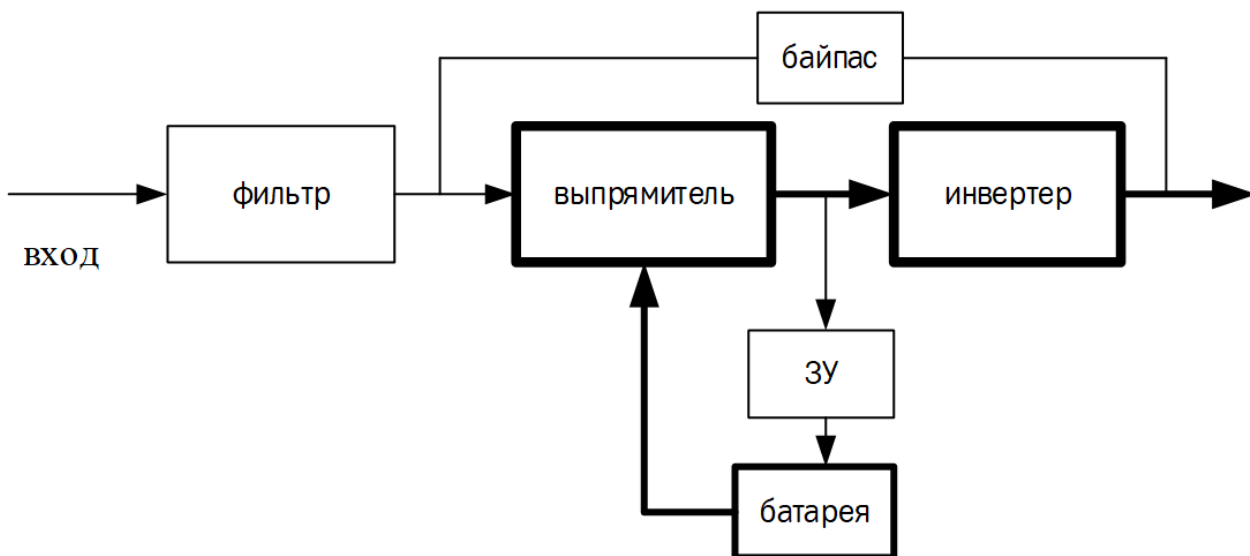 байпас
фильтр
выпрямитель
инвертер
вход
ЗУ
батарея